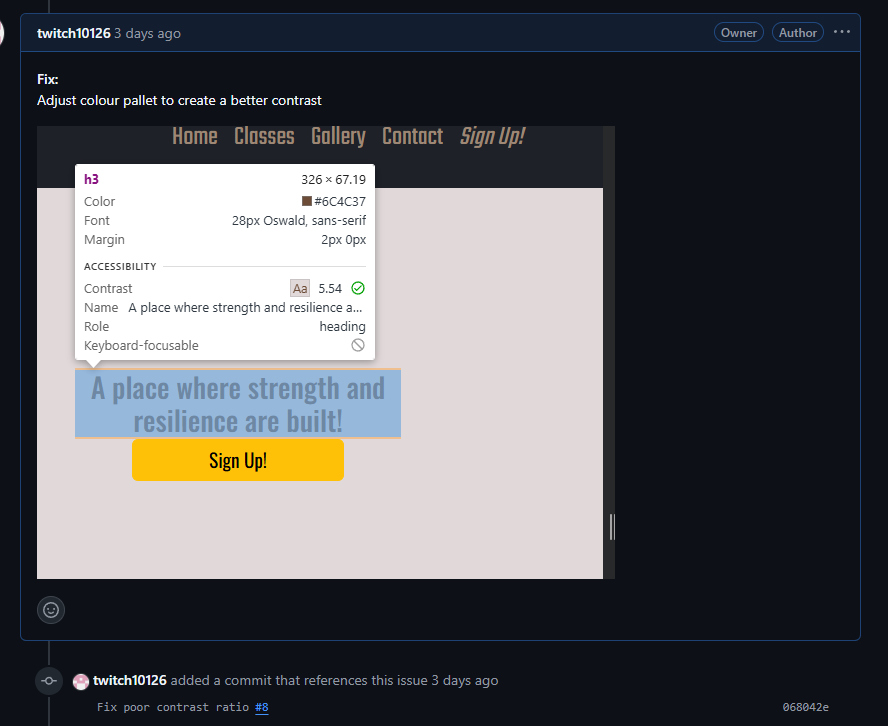 twitch10126 3 days ago Owner Author ...
Fix:
Adjust colour pallet to create a better contrast
Home Classes Gallery Contact Sign Up!
h3 326 × 67.19
Color #6C4C37
Font 28px Oswald, sans-serif
Margin 2px 0px
ACCESSIBILITY
Contrast Aa 5.54
Name A place where strength and resilience a...
Role heading
Keyboard-focusable
A place where strength and
resilience are built!
Sign Up!
twitch10126 added a commit that references this issue 3 days ago
Fix poor contrast ratio #8 068042e